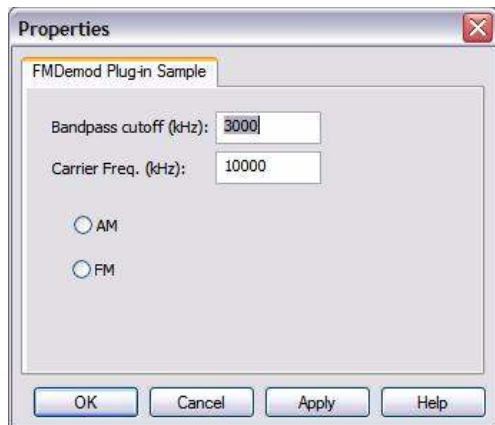 Properties
FMDemod Plug-in Sample
Bandpass cutoff (kHz): 3000
Carrier Freq. (kHz): 10000
AM
FM
OK Cancel Apply Help